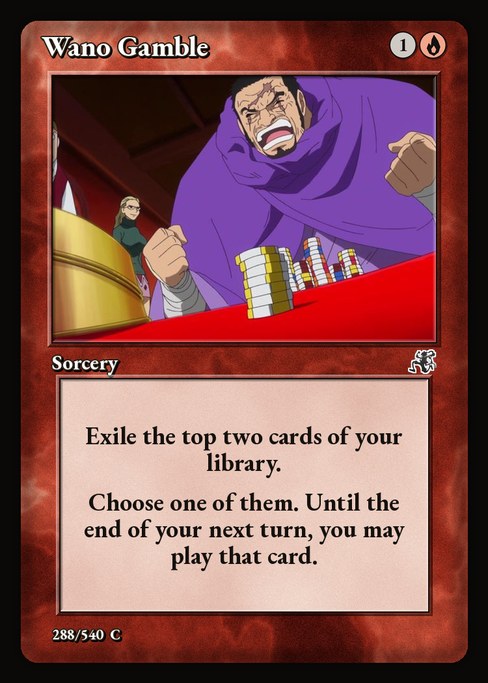 Wano Gamble 1
Sorcery
Exile the top two cards of your
library.
Choose one of them. Until the
end of your next turn, you may
play that card.
288/540 C